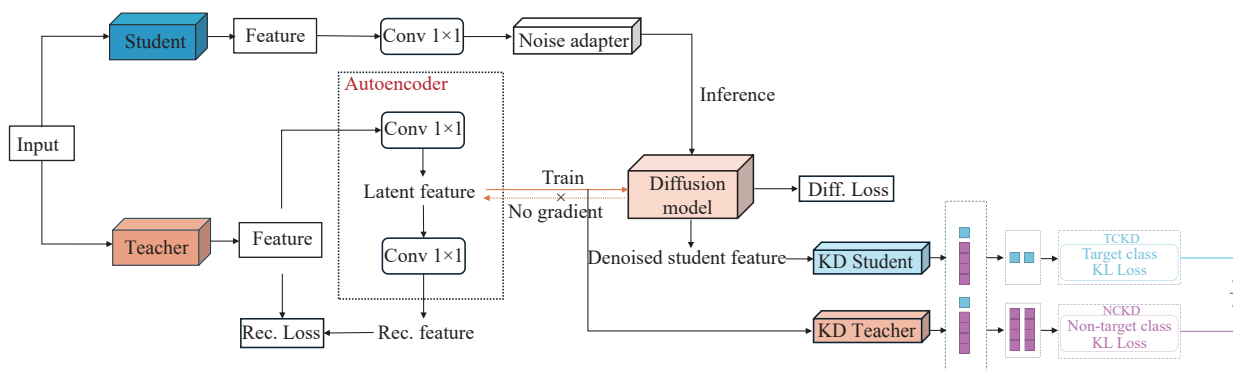 Student
Feature
Conv 1×1
Noise adapter
Autoencoder
Inference
Input
Conv 1×1
Latent feature
Train
×
No gradient
Diffusion
model
Diff. Loss
Teacher
Feature
Conv 1×1
Denoised student feature
KD Student
TCKD
Target class
KL Loss
Rec. Loss
Rec. feature
KD Teacher
NCKD
Non-target class
KL Loss